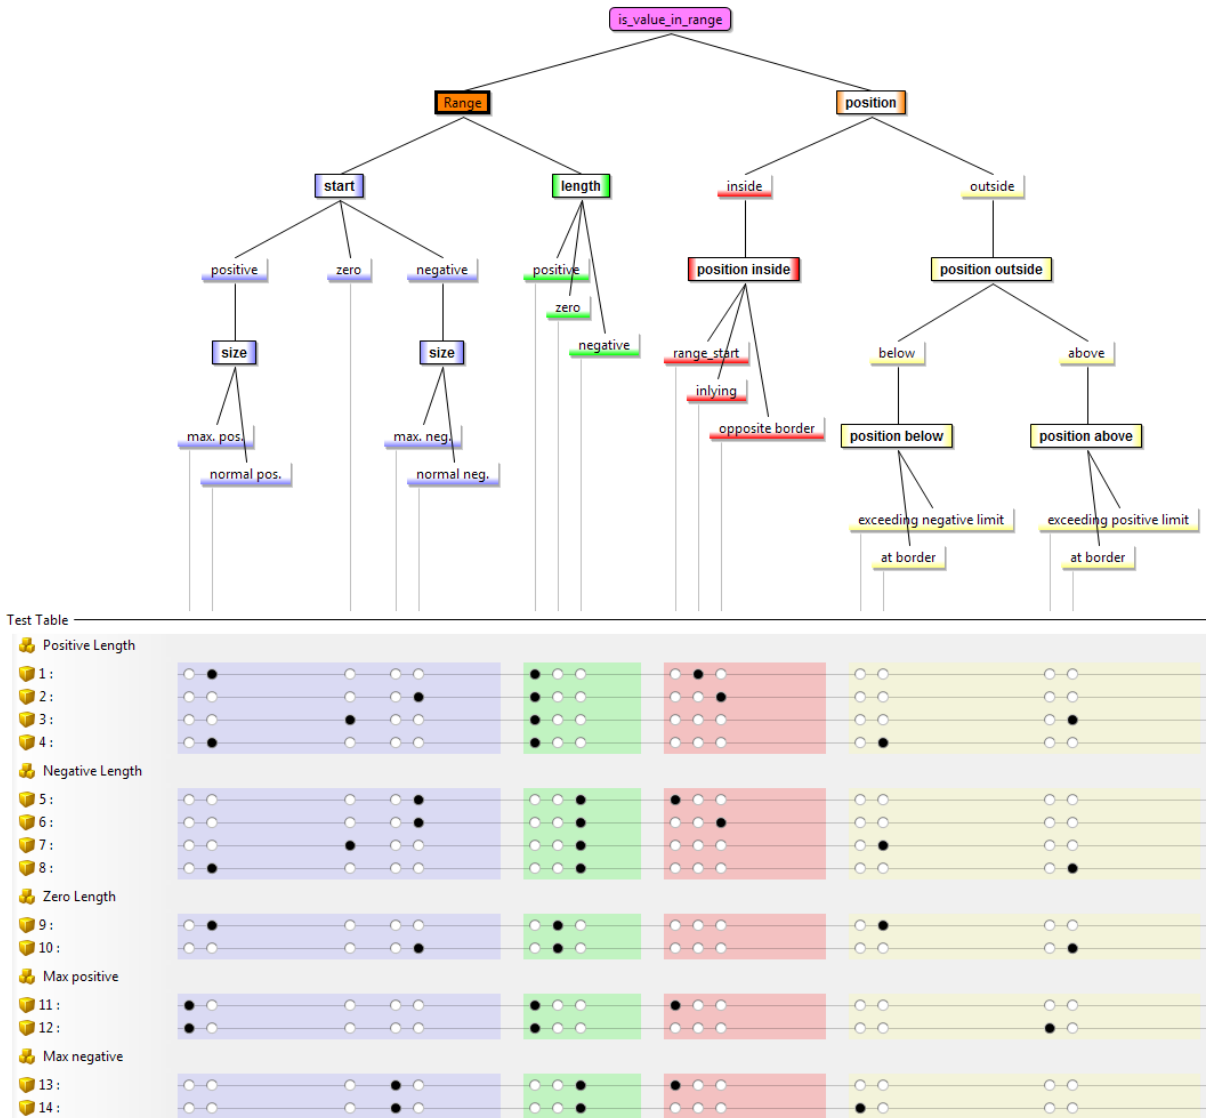 is_value_in_range
Range
position
start
length
inside
outside
positive
zero
negative
positive
position inside
position outside
zero
negative
size
size
range_start
below
above
inlying
max. pos.
max. neg.
opposite border
position below
position above
normal pos.
normal neg.
exceeding negative limit
exceeding positive limit
at border
at border
Test Table
Positive Length
1 :
2 :
3 :
4 :
Negative Length
5 :
6 :
7 :
8 :
Zero Length
9 :
10 :
Max positive
11 :
12 :
Max negative
13 :
14 :